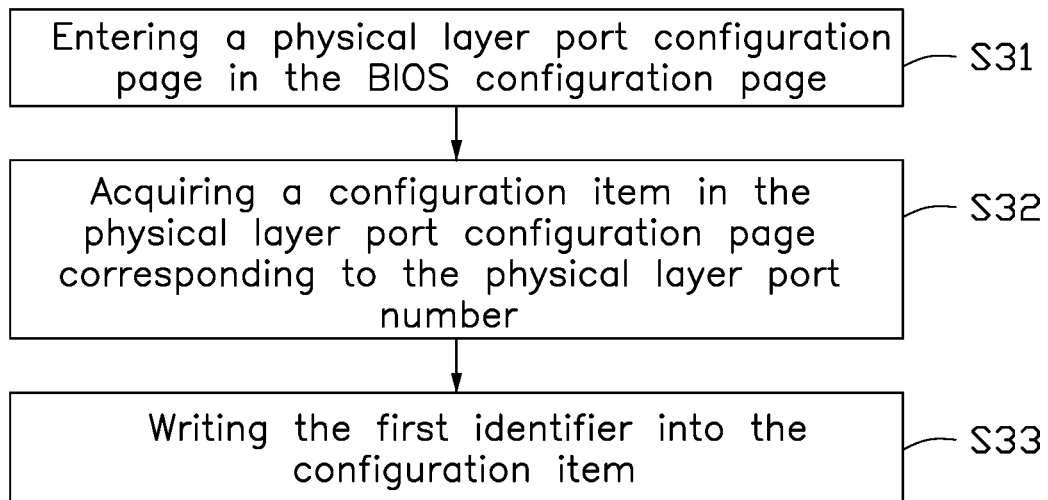 Entering a physical layer port configuration
page in the BIOS configuration page
S31
Acquiring a configuration item in the
physical layer port configuration page
corresponding to the physical layer port
number
S32
Writing the first identifier into the
configuration item
S33